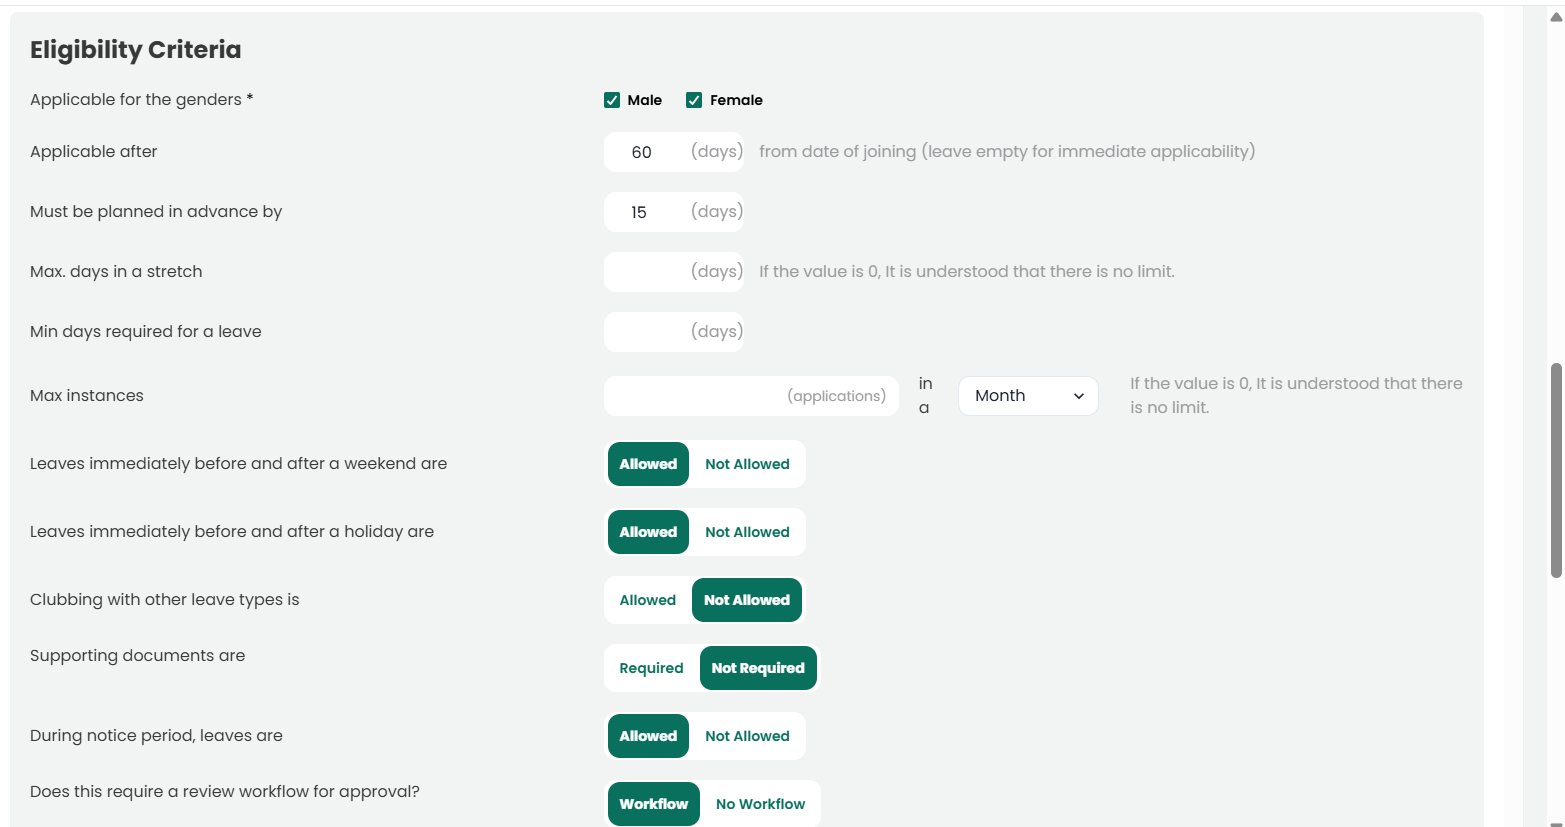 Eligibility Criteria
Applicable for the genders * Male Female
Applicable after 60 (days) from date of joining (leave empty for immediate applicability)
Must be planned in advance by 15 (days)
Max. days in a stretch (days) If the value is 0, It is understood that there is no limit.
Min days required for a leave (days)
Max instances (applications) in a Month If the value is 0, It is understood that there
is no limit.
Leaves immediately before and after a weekend are Allowed Not Allowed
Leaves immediately before and after a holiday are Allowed Not Allowed
Clubbing with other leave types is Allowed Not Allowed
Supporting documents are Required Not Required
During notice period, leaves are Allowed Not Allowed
Does this require a review workflow for approval? Workflow No Workflow